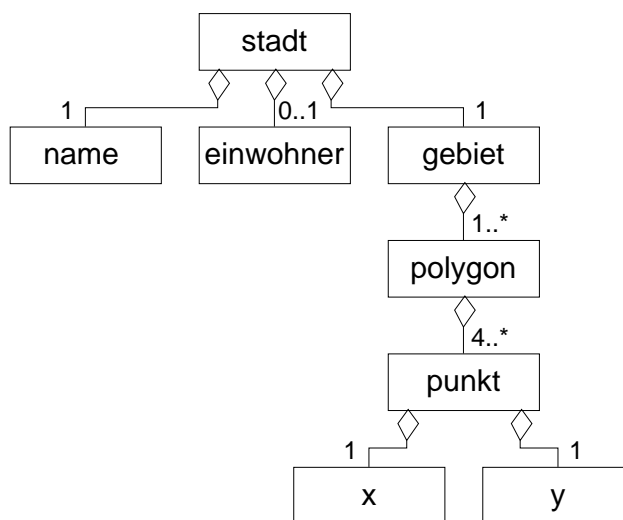 stadt
1 0..1 1
name einwohner gebiet
1..*
polygon
4..*
punkt
1 1
x y